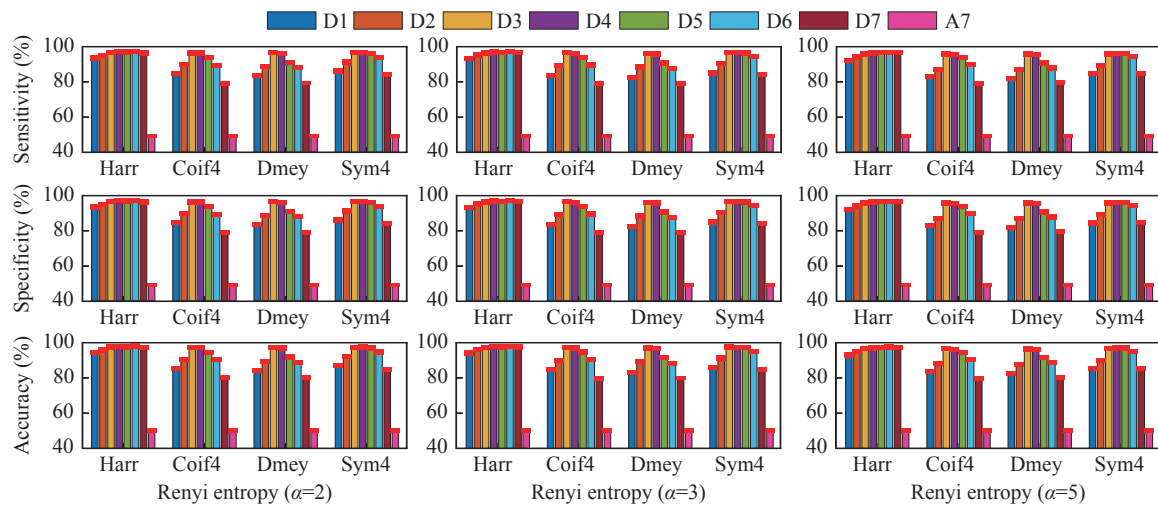 D1 D2 D3 D4 D5 D6 D7 A7
Sensitivity (%)
100
80
60
40
Harr Coif4 Dmey Sym4
100
80
60
40
Harr Coif4 Dmey Sym4
100
80
60
40
Harr Coif4 Dmey Sym4
Specificity (%)
100
80
60
40
Harr Coif4 Dmey Sym4
100
80
60
40
Harr Coif4 Dmey Sym4
100
80
60
40
Harr Coif4 Dmey Sym4
Accuracy (%)
100
80
60
40
Harr Coif4 Dmey Sym4
Renyi entropy (α=2)
100
80
60
40
Harr Coif4 Dmey Sym4
Renyi entropy (α=3)
100
80
60
40
Harr Coif4 Dmey Sym4
Renyi entropy (α=5)